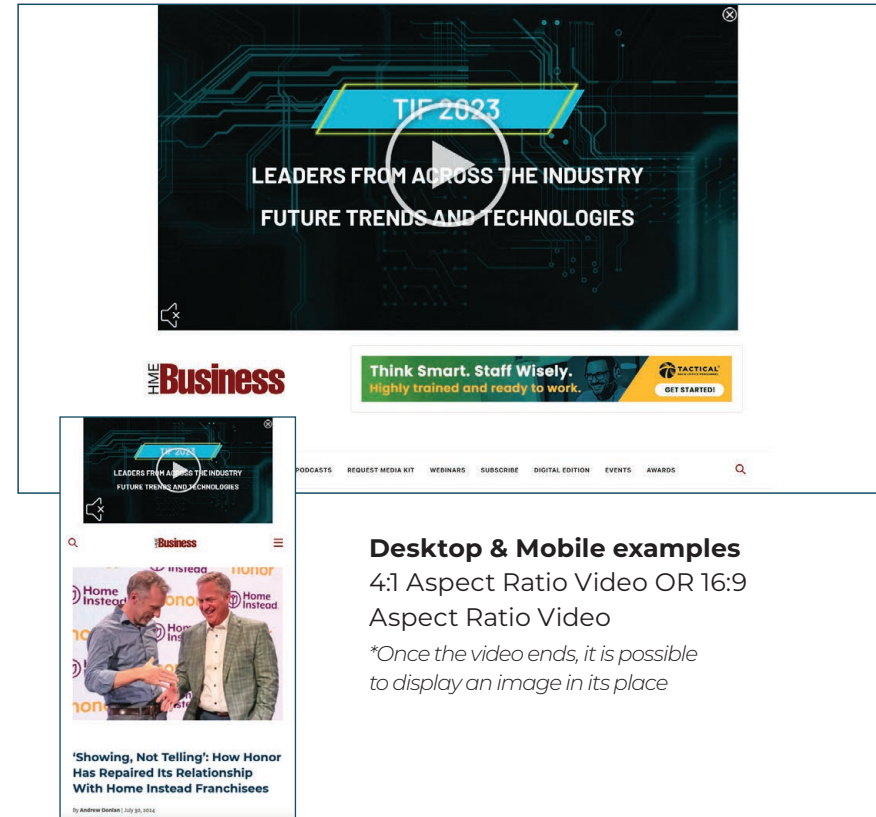 TIF 2023
LEADERS FROM ACROSS THE INDUSTRY
FUTURE TRENDS AND TECHNOLOGIES
HME Business
Think Smart. Staff Wisely.
Highly trained and ready to work.
TACTICAL
GET STARTED!
PODCASTS REQUEST MEDIA KIT WEBINARS SUBSCRIBE DIGITAL EDITION EVENTS AWARDS
TIF 2023
LEADERS FROM ACROSS THE INDUSTRY
FUTURE TRENDS AND TECHNOLOGIES
HME Business
Instead honor
Home
Instead
Home
Instead
honor
‘Showing, Not Telling’: How Honor
Has Repaired Its Relationship
With Home Instead Franchisees
By Andrew Donlan | July 30, 2024
Desktop & Mobile examples
4:1 Aspect Ratio Video OR 16:9
Aspect Ratio Video
*Once the video ends, it is possible
to display an image in its place